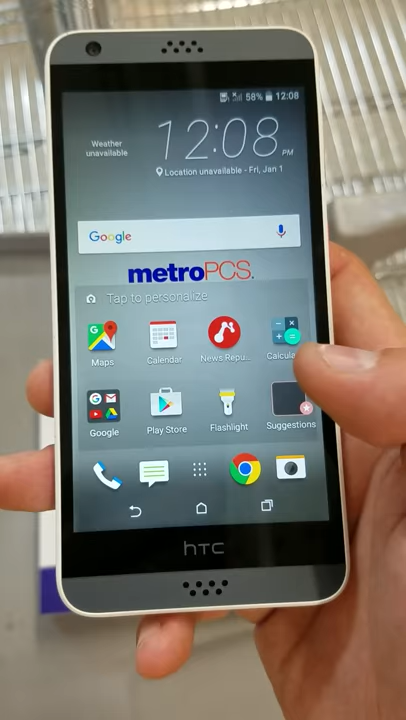 58% 12:08
12:08 PM
Weather
unavailable
Location unavailable - Fri, Jan 1
Google
metroPCS.
Tap to personalize
Maps
Calendar
News Repu...
Calcula
Google
Play Store
Flashlight
Suggestions
hTC